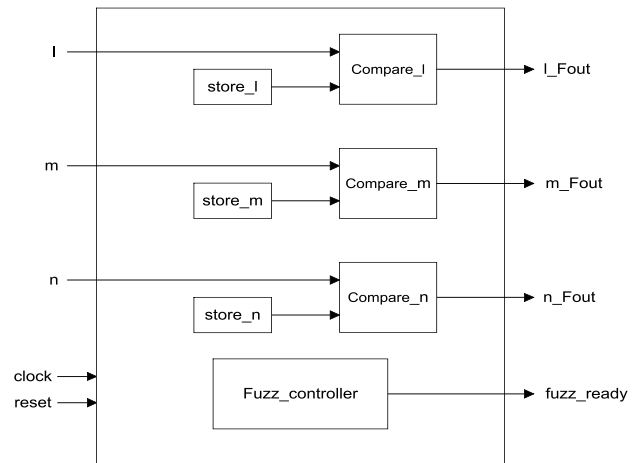 l
Compare_l
l_Fout
store_l
m
Compare_m
m_Fout
store_m
n
Compare_n
n_Fout
store_n
clock
Fuzz_controller
fuzz_ready
reset